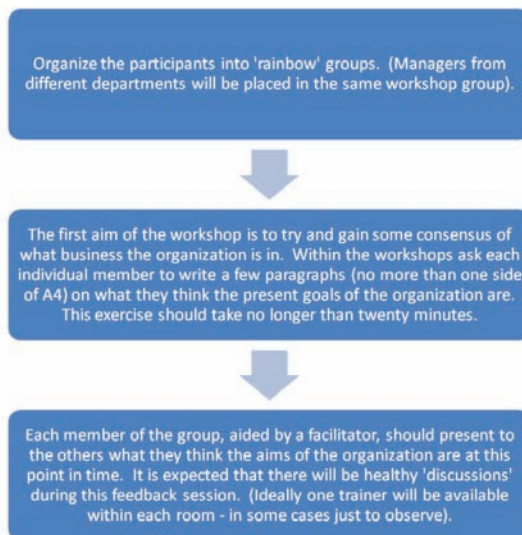 Organize the participants into 'rainbow' groups. (Managers from
different departments will be placed in the same workshop group).
The first aim of the workshop is to try and gain some consensus of
what business the organization is in. Within the workshops ask each
individual member to write a few paragraphs (no more than one side
of A4) on what they think the present goals of the organization are.
This exercise should take no longer than twenty minutes.
Each member of the group, aided by a facilitator, should present to
the others what they think the aims of the organization are at this
point in time. It is expected that there will be healthy 'discussions'
during this feedback session. (Ideally one trainer will be available
within each room - in some cases just to observe).